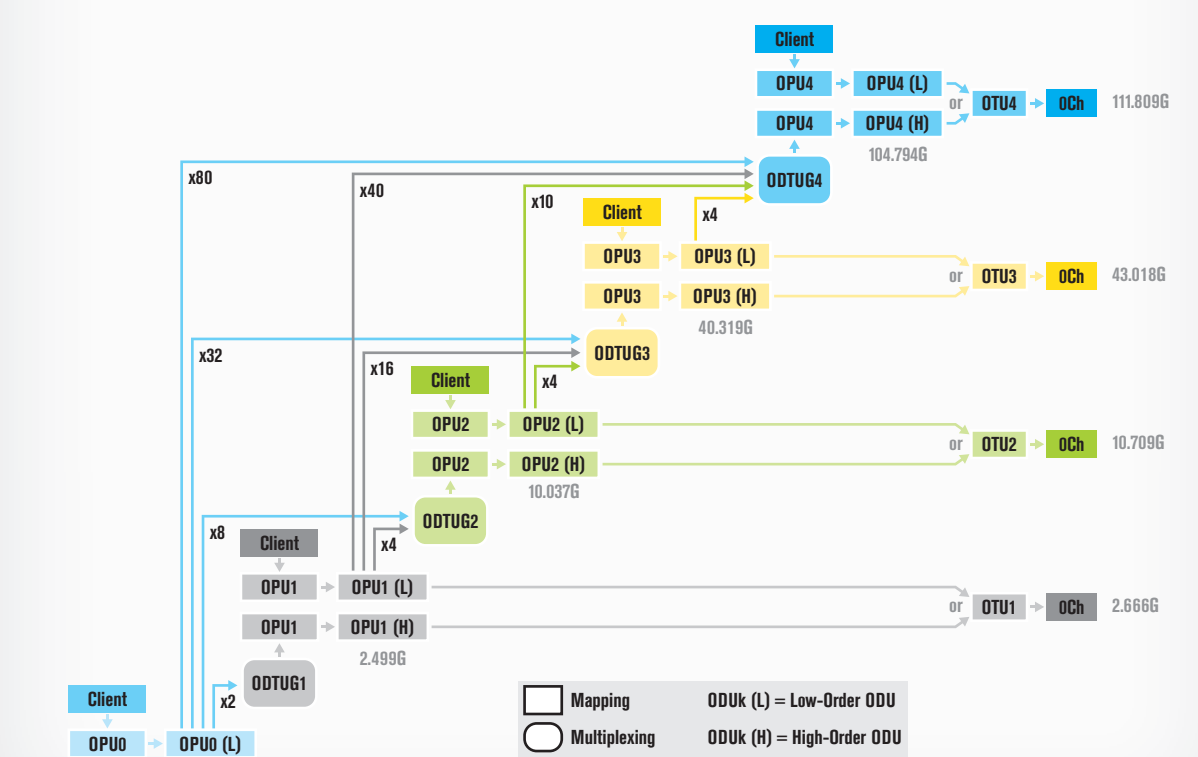 Client
OPU4 OPU4 (L)
or OTU4 OCh 111.809G
OPU4 OPU4 (H)
104.794G
x80
x40
ODTUG4
x10
Client
x4
OPU3 OPU3 (L)
or OTU3 OCh 43.018G
OPU3 OPU3 (H)
40.319G
x32
ODTUG3
x16
Client
x4
OPU2 OPU2 (L)
or OTU2 OCh 10.709G
OPU2 OPU2 (H)
10.037G
ODTUG2
x8
Client
x4
OPU1 OPU1 (L)
or OTU1 OCh 2.666G
OPU1 OPU1 (H)
2.499G
ODTUG1
x2
Client
OPU0 OPU0 (L)
Mapping ODUk (L) = Low-Order ODU
Multiplexing ODUk (H) = High-Order ODU